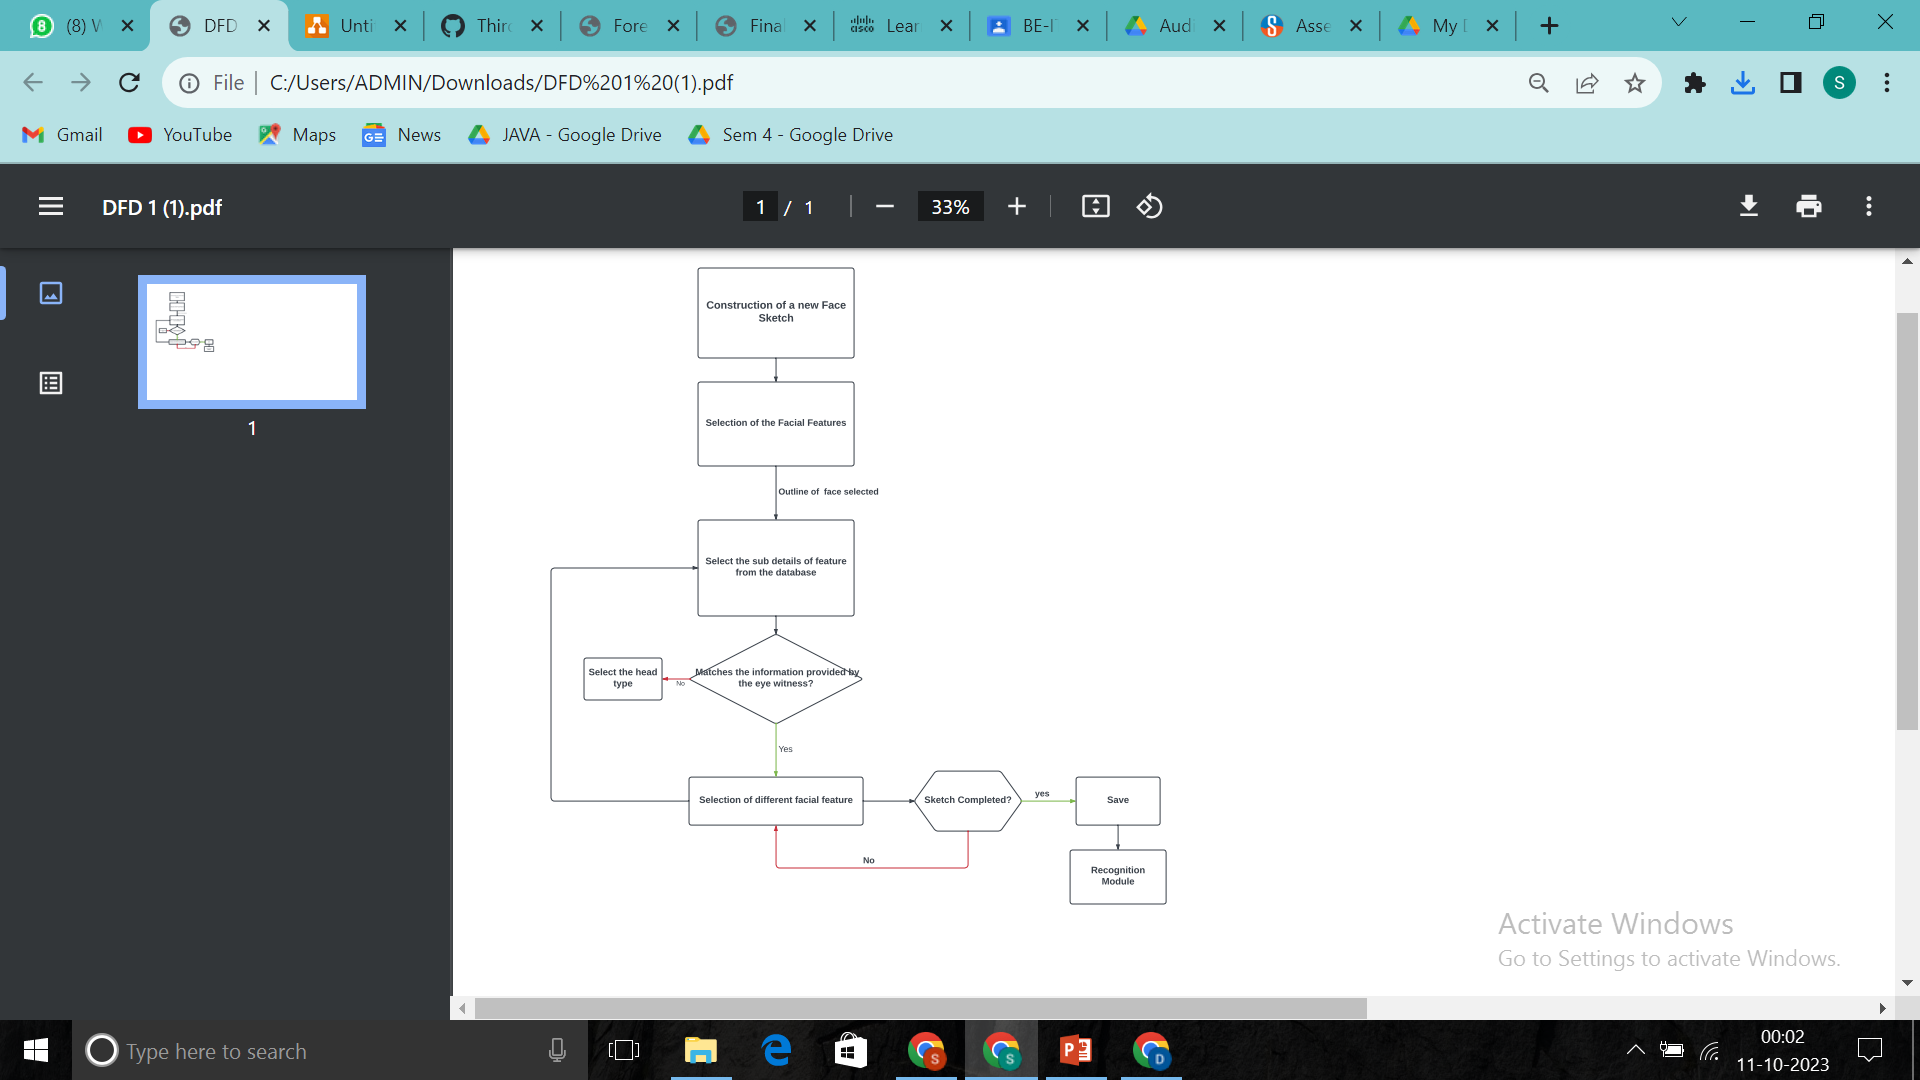 (8) W
DFD
Unti
Thir
Fore
Final
cisco
Lear
BE-I
Audi
Asse
My D
File
C:/Users/ADMIN/Downloads/DFD%201%20(1).pdf
S
Gmail
YouTube
Maps
News
JAVA - Google Drive
Sem 4 - Google Drive
DFD 1 (1).pdf
1 / 1
33%
1
Construction of a new Face
Sketch
Selection of the Facial Features
Outline of face selected
Select the sub details of feature
from the database
Select the head
type
No
Matches the information provided by
the eye witness?
Yes
Selection of different facial feature
Sketch Completed?
yes
Save
No
Recognition
Module
Activate Windows
Go to Settings to activate Windows.
Type here to search
S
S
D
00:02
11-10-2023